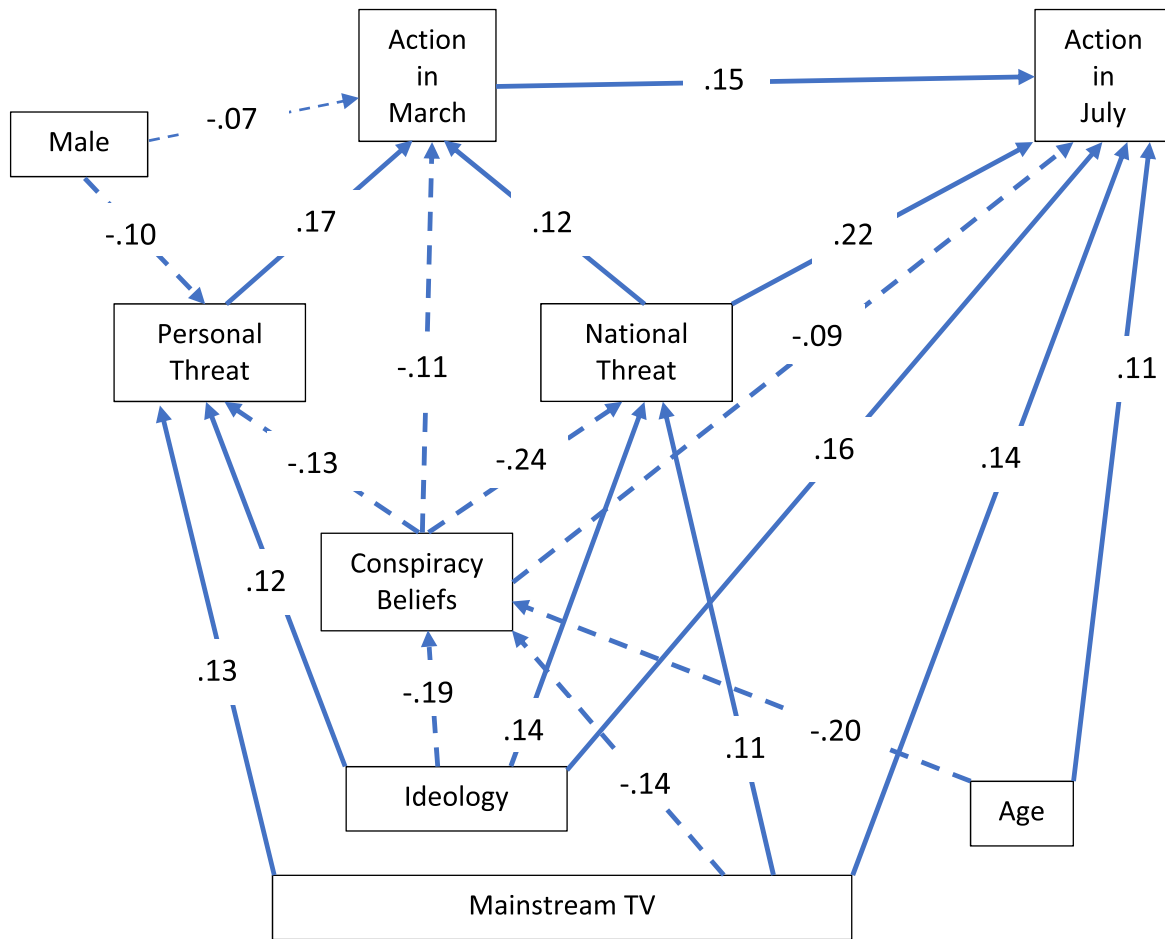 Action
in
March
Action
in
July
.15
-.07
Male
-.10
.17
.12
.22
Personal
Threat
National
Threat
-.09
-.11
.11
-.13
-.24
.16
.14
Conspiracy
Beliefs
.12
.13
-.19
.14
.11
-.20
-.14
Ideology
Age
Mainstream TV